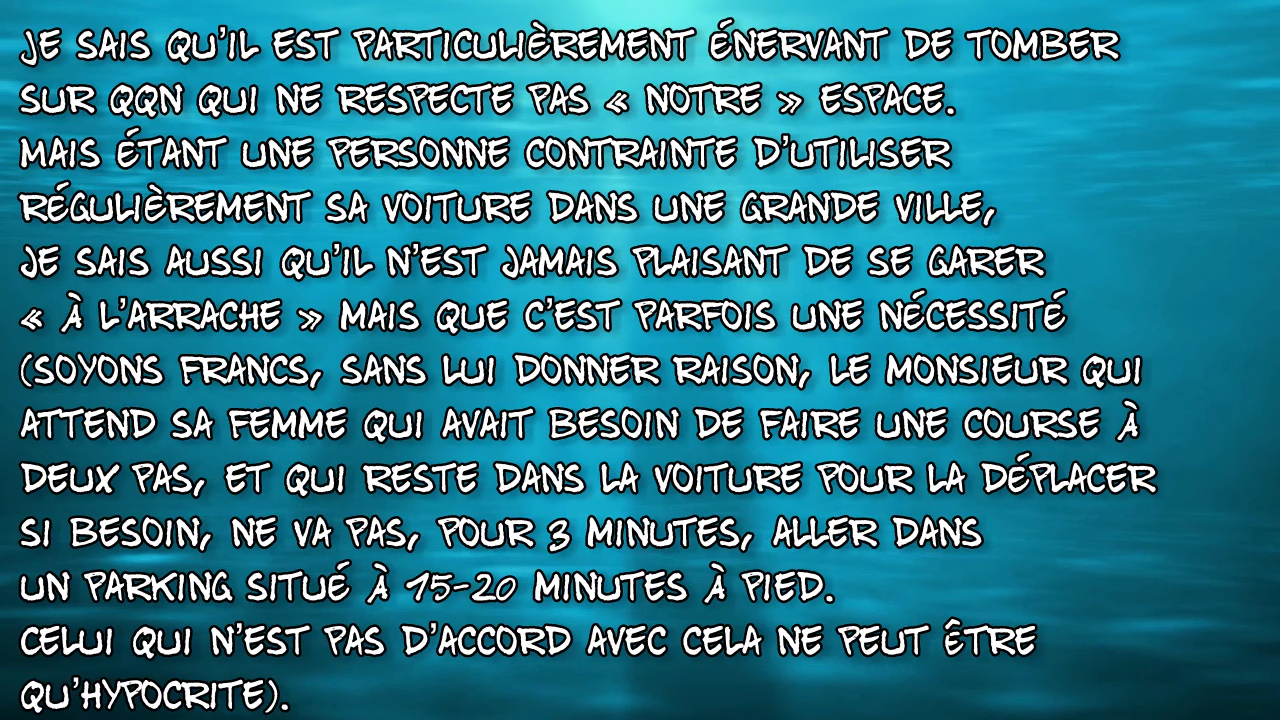 JE SAIS QU'IL EST PARTICULIÈREMENT ÉNERVANT DE TOMBER
SUR QQN QUI NE RESPECTE PAS « NOTRE » ESPACE.
MAIS ÉTANT UNE PERSONNE CONTRAINTE D'UTILISER
RÉGULIÈREMENT SA VOITURE DANS UNE GRANDE VILLE,
JE SAIS AUSSI QU'IL N'EST JAMAIS PLAISANT DE SE GARER
« À L'ARRACHE » MAIS QUE C'EST PARFOIS UNE NÉCESSITÉ
(SOYONS FRANCS, SANS LUI DONNER RAISON, LE MONSIEUR QUI
ATTEND SA FEMME QUI AVAIT BESOIN DE FAIRE UNE COURSE À
DEUX PAS, ET QUI RESTE DANS LA VOITURE POUR LA DÉPLACER
SI BESOIN, NE VA PAS, POUR 3 MINUTES, ALLER DANS
UN PARKING SITUÉ À 15-20 MINUTES À PIED.
CELUI QUI N'EST PAS D'ACCORD AVEC CELA NE PEUT ÊTRE
QU'HYPOCRITE).